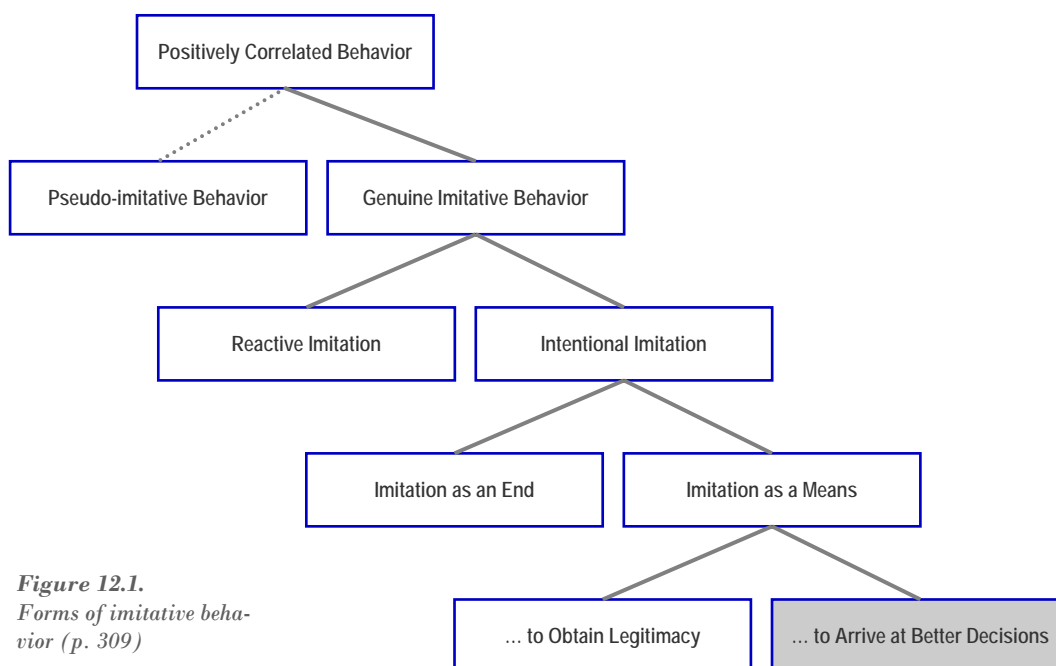 Positively Correlated Behavior
Pseudo-imitative Behavior
Genuine Imitative Behavior
Reactive Imitation
Intentional Imitation
Imitation as an End
Imitation as a Means
... to Obtain Legitimacy
... to Arrive at Better Decisions
Figure 12.1.
Forms of imitative beha-
vior (p. 309)